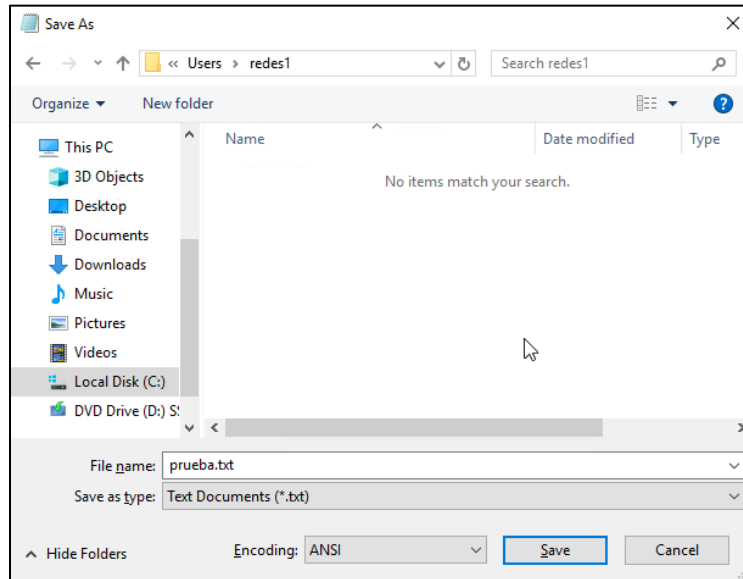 Save As
« Users > redes1
Search redes1
Organize
New folder
?
Name
Date modified
Type
No items match your search.
This PC
3D Objects
Desktop
Documents
Downloads
Music
Pictures
Videos
Local Disk (C:)
DVD Drive (D:) S
File name: prueba.txt
Save as type: Text Documents (*.txt)
Hide Folders
Encoding: ANSI
Save
Cancel